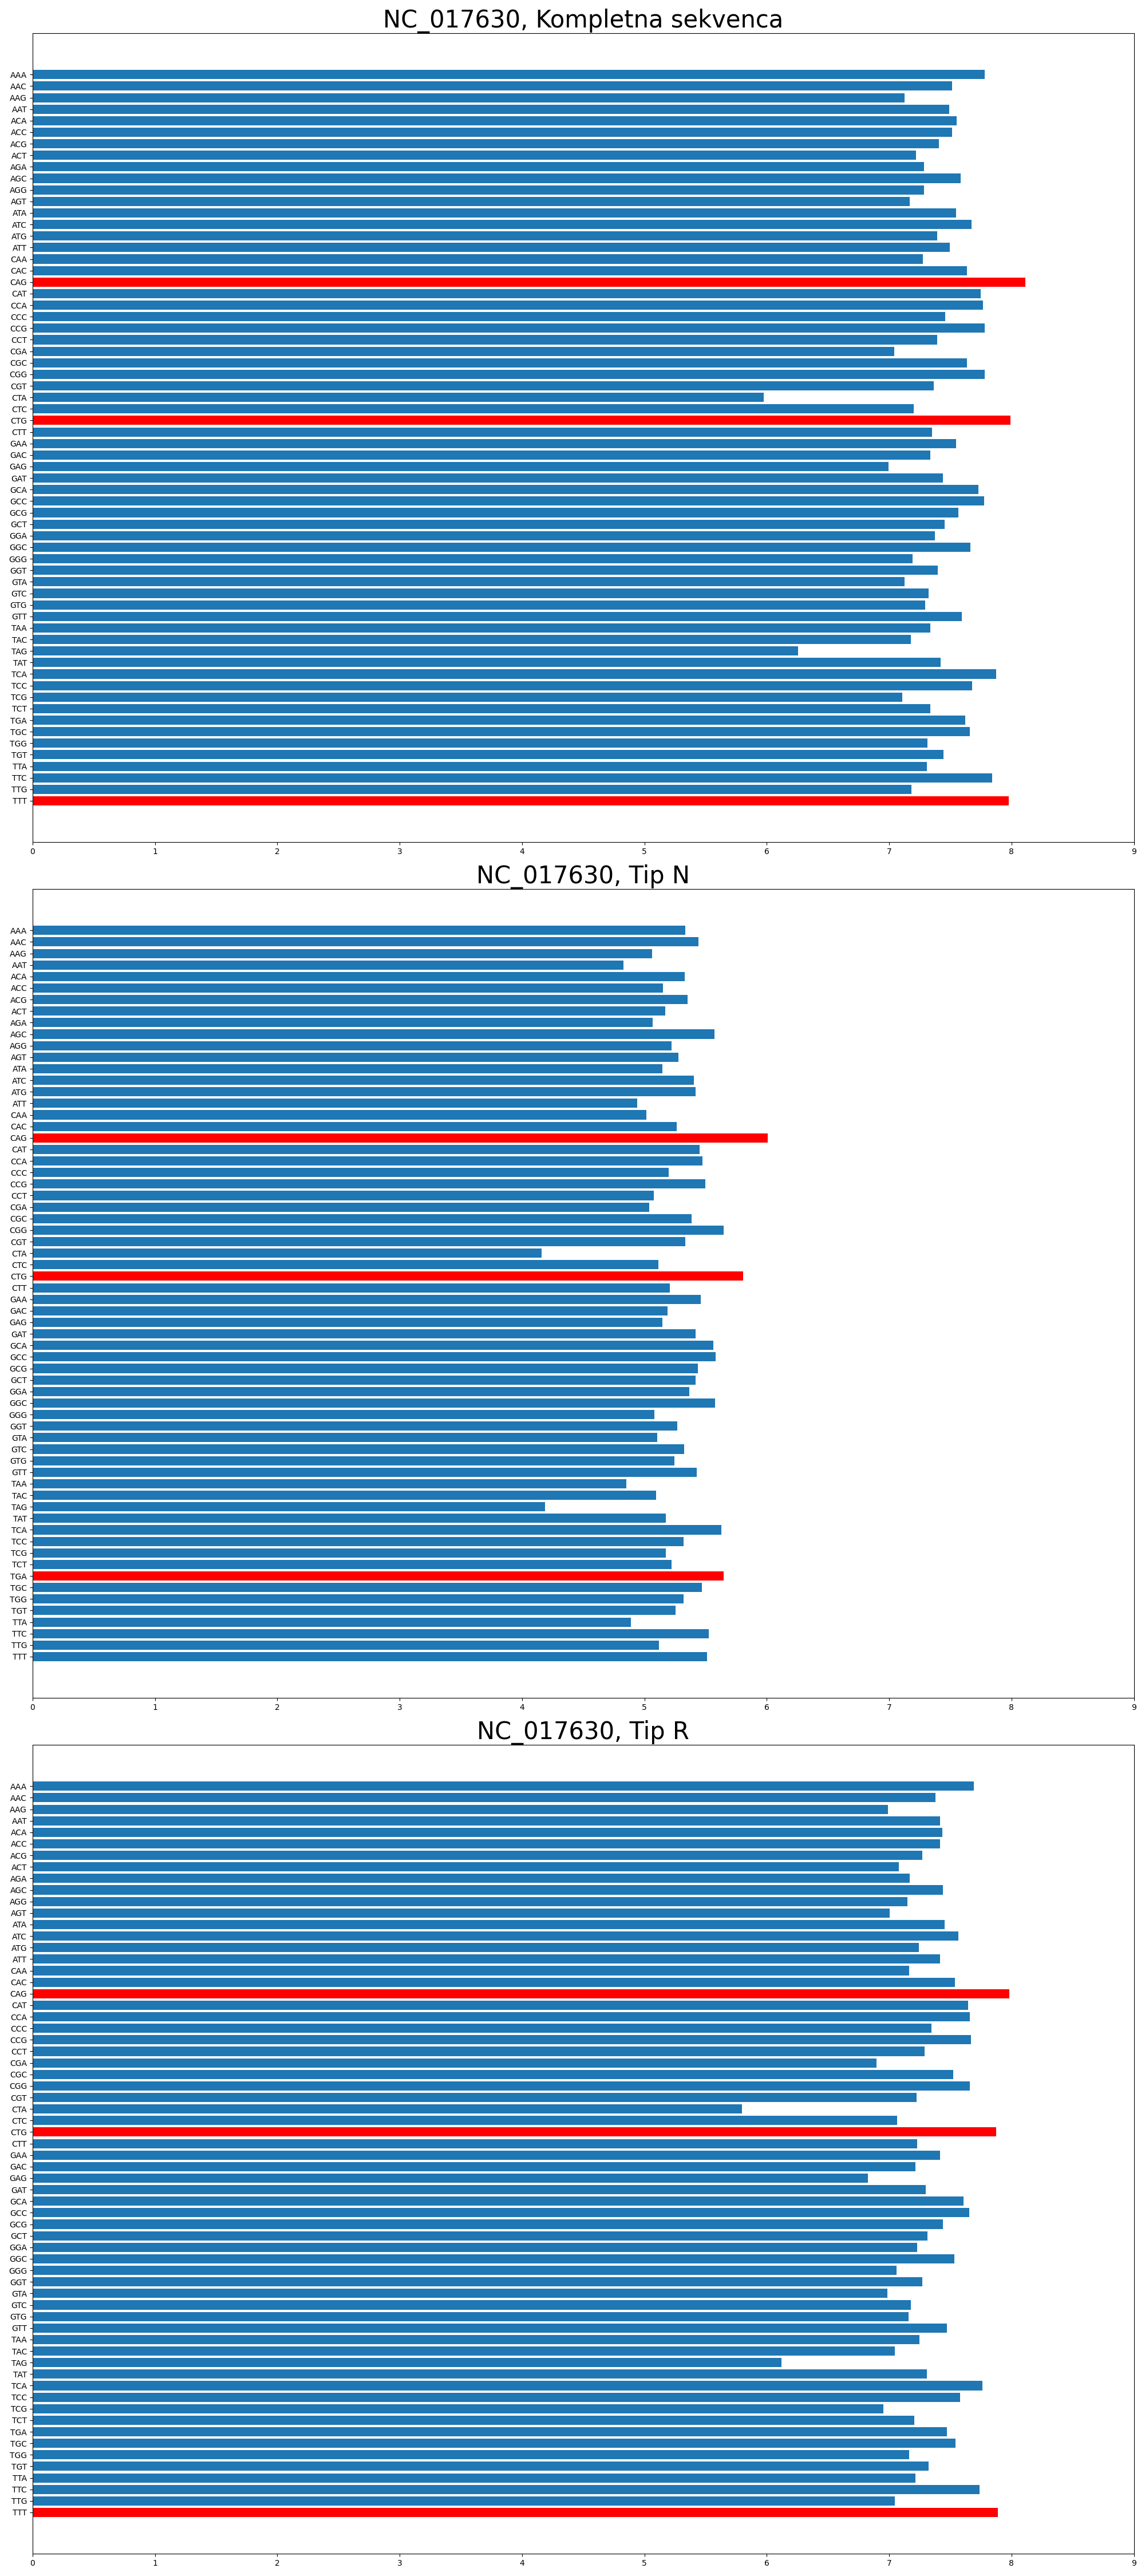 NC_017630, Kompletna sekvenca
AAA
AAC
AAG
AAT
ACA
ACC
ACG
ACT
AGA
AGC
AGG
AGT
ATA
ATC
ATG
ATT
CAA
CAC
CAG
CAT
CCA
CCC
CCG
CCT
CGA
CGC
CGG
CGT
CTA
CTC
CTG
CTT
GAA
GAC
GAG
GAT
GCA
GCC
GCG
GCT
GGA
GGC
GGG
GGT
GTA
GTC
GTG
GTT
TAA
TAC
TAG
TAT
TCA
TCC
TCG
TCT
TGA
TGC
TGG
TGT
TTA
TTC
TTG
TTT
0 1 2 3 4 5 6 7 8 9
NC_017630, Tip N
AAA
AAC
AAG
AAT
ACA
ACC
ACG
ACT
AGA
AGC
AGG
AGT
ATA
ATC
ATG
ATT
CAA
CAC
CAG
CAT
CCA
CCC
CCG
CCT
CGA
CGC
CGG
CGT
CTA
CTC
CTG
CTT
GAA
GAC
GAG
GAT
GCA
GCC
GCG
GCT
GGA
GGC
GGG
GGT
GTA
GTC
GTG
GTT
TAA
TAC
TAG
TAT
TCA
TCC
TCG
TCT
TGA
TGC
TGG
TGT
TTA
TTC
TTG
TTT
0 1 2 3 4 5 6 7 8 9
NC_017630, Tip R
AAA
AAC
AAG
AAT
ACA
ACC
ACG
ACT
AGA
AGC
AGG
AGT
ATA
ATC
ATG
ATT
CAA
CAC
CAG
CAT
CCA
CCC
CCG
CCT
CGA
CGC
CGG
CGT
CTA
CTC
CTG
CTT
GAA
GAC
GAG
GAT
GCA
GCC
GCG
GCT
GGA
GGC
GGG
GGT
GTA
GTC
GTG
GTT
TAA
TAC
TAG
TAT
TCA
TCC
TCG
TCT
TGA
TGC
TGG
TGT
TTA
TTC
TTG
TTT
0 1 2 3 4 5 6 7 8 9